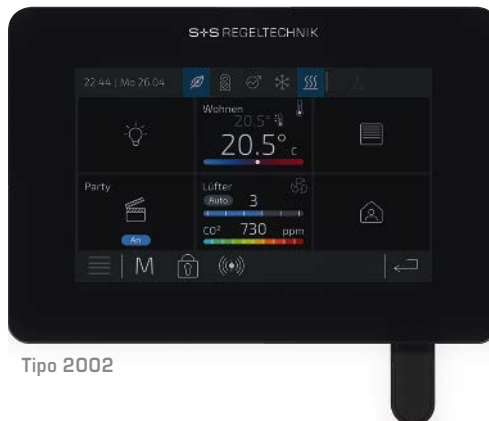 S+S REGELTECHNIK
22:44 | Mo 26.04
Wohnen
20.5°
20.5° c
Party
An
Lüfter
Auto 3
CO² 730 ppm
M
Tipo 2002